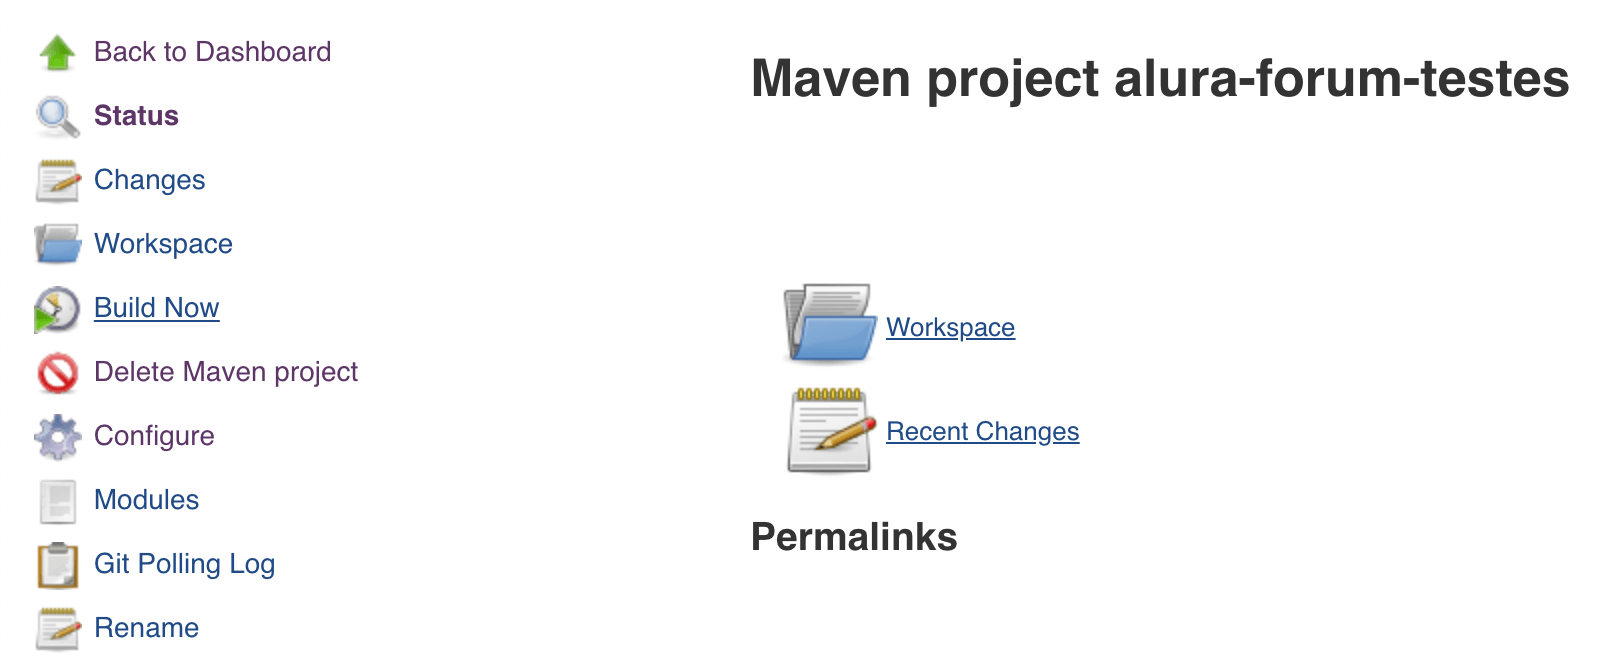 Back to Dashboard
Status
Changes
Workspace
Build Now
Delete Maven project
Configure
Modules
Git Polling Log
Rename
Maven project alura-forum-testes
Workspace
Recent Changes
Permalinks